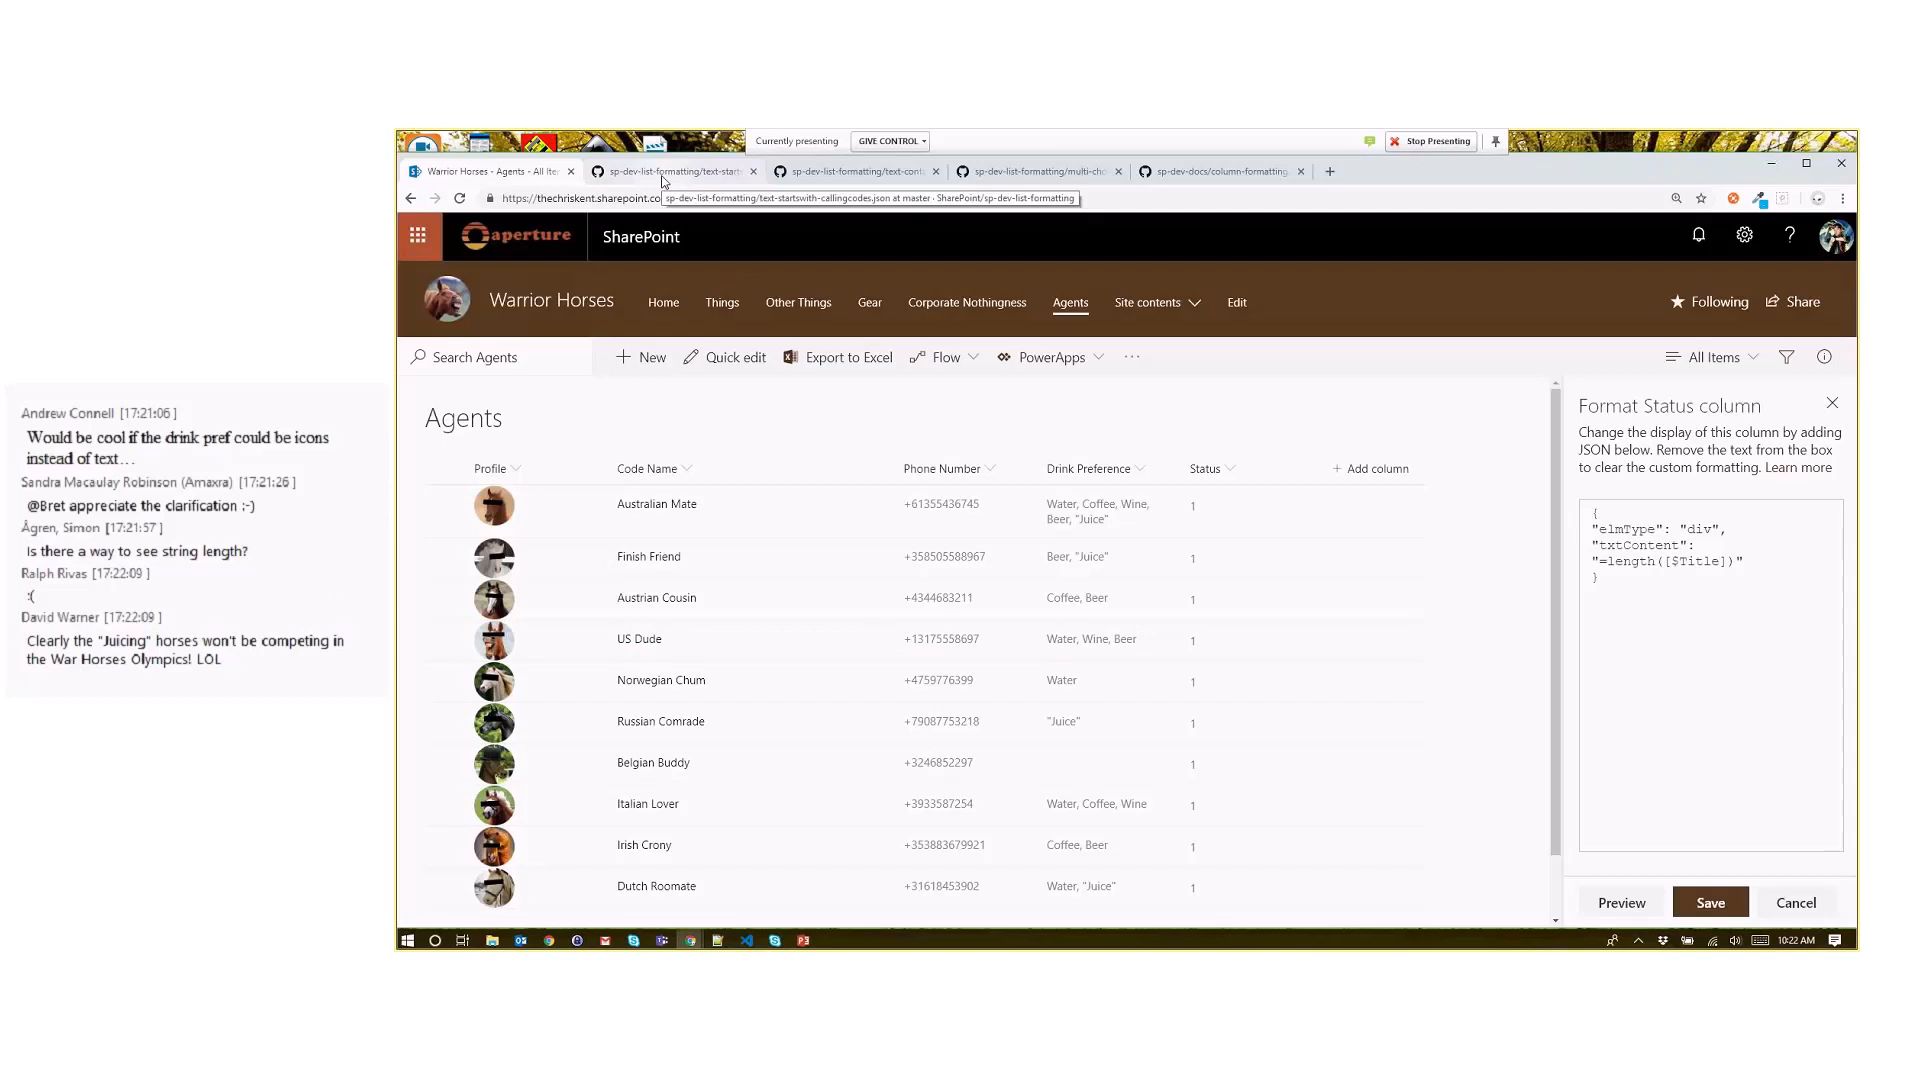 Currently presenting
GIVE CONTROL
Stop Presenting
Warrior Horses - Agents - All Ite
sp-dev-list-formatting/text-starts
sp-dev-list-formatting/text-cont
sp-dev-list-formatting/multi-cho
sp-dev-docs/column-formatting
https://thechriskent.sharepoint.co
sp-dev-list-formatting/text-startswith-callingcodes.json at master · SharePoint/sp-dev-list-formatting
aperture
SharePoint
Warrior Horses
Home
Things
Other Things
Gear
Corporate Nothingness
Agents
Site contents
Edit
Following
Share
Search Agents
New
Quick edit
Export to Excel
Flow
PowerApps
All Items
Andrew Connell [17:21:06 ]
Would be cool if the drink pref could be icons
instead of text…
Sandra Macaulay Robinson (Amaxra) [17:21:26 ]
@Bret appreciate the clarification :-)
Ågren, Simon [17:21:57 ]
Is there a way to see string length?
Ralph Rivas [17:22:09 ]
:(
David Warner [17:22:09 ]
Clearly the "Juicing" horses won't be competing in
the War Horses Olympics! LOL
Agents
Profile Code Name Phone Number Drink Preference Status + Add column
Australian Mate +61355436745 Water, Coffee, Wine, 1
Beer, "Juice"
Finish Friend +358505588967 Beer, "Juice" 1
Austrian Cousin +4344683211 Coffee, Beer 1
US Dude +13175558697 Water, Wine, Beer 1
Norwegian Chum +4759776399 Water 1
Russian Comrade +79087753218 "Juice" 1
Belgian Buddy +3246852297 1
Italian Lover +3933587254 Water, Coffee, Wine 1
Irish Crony +353883679921 Coffee, Beer 1
Dutch Roomate +31618453902 Water, "Juice" 1
Format Status column
Change the display of this column by adding
JSON below. Remove the text from the box
to clear the custom formatting. Learn more
{
"elmType": "div",
"txtContent":
"=length([$Title])"
}
Preview
Save
Cancel
10:22 AM